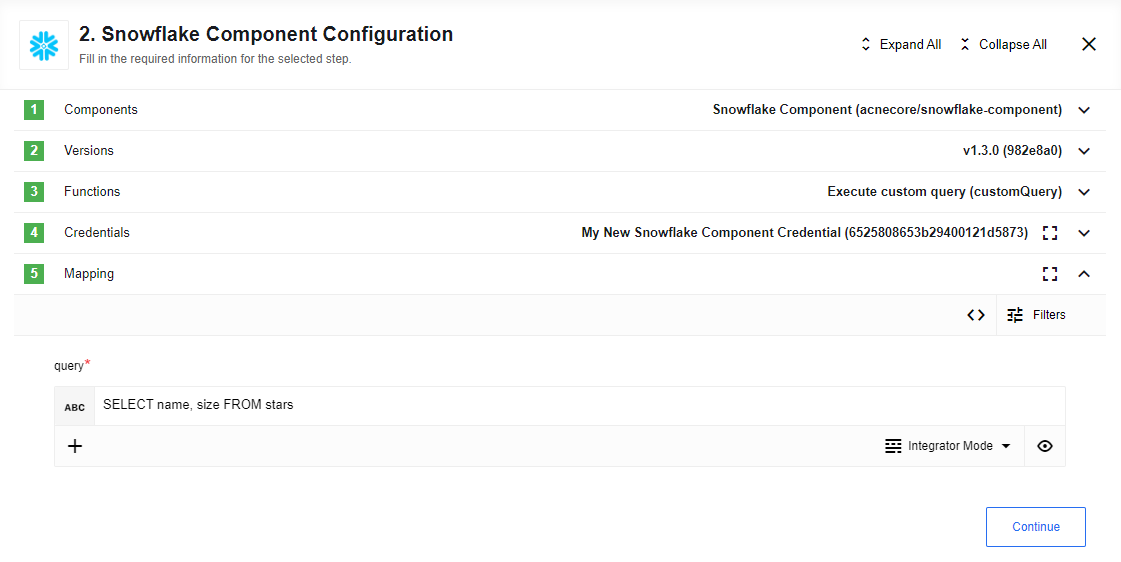 2. Snowflake Component Configuration
Fill in the required information for the selected step.
Expand All
Collapse All
1 Components Snowflake Component (acnecore/snowflake-component)
2 Versions v1.3.0 (982e8a0)
3 Functions Execute custom query (customQuery)
4 Credentials My New Snowflake Component Credential (6525808653b29400121d5873)
5 Mapping
Filters
query*
ABC SELECT name, size FROM stars
Integrator Mode
Continue